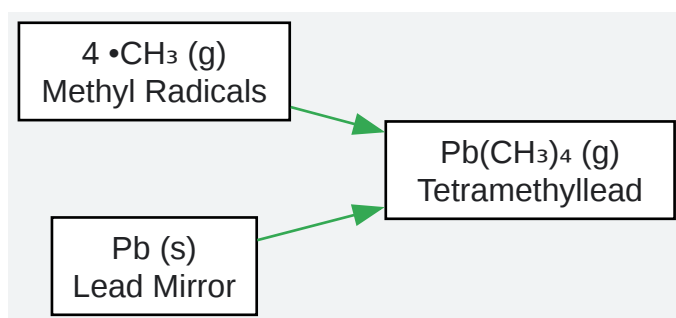 4 •CH₃ (g)
Methyl Radicals
Pb(CH₃)₄ (g)
Tetramethyllead
Pb (s)
Lead Mirror